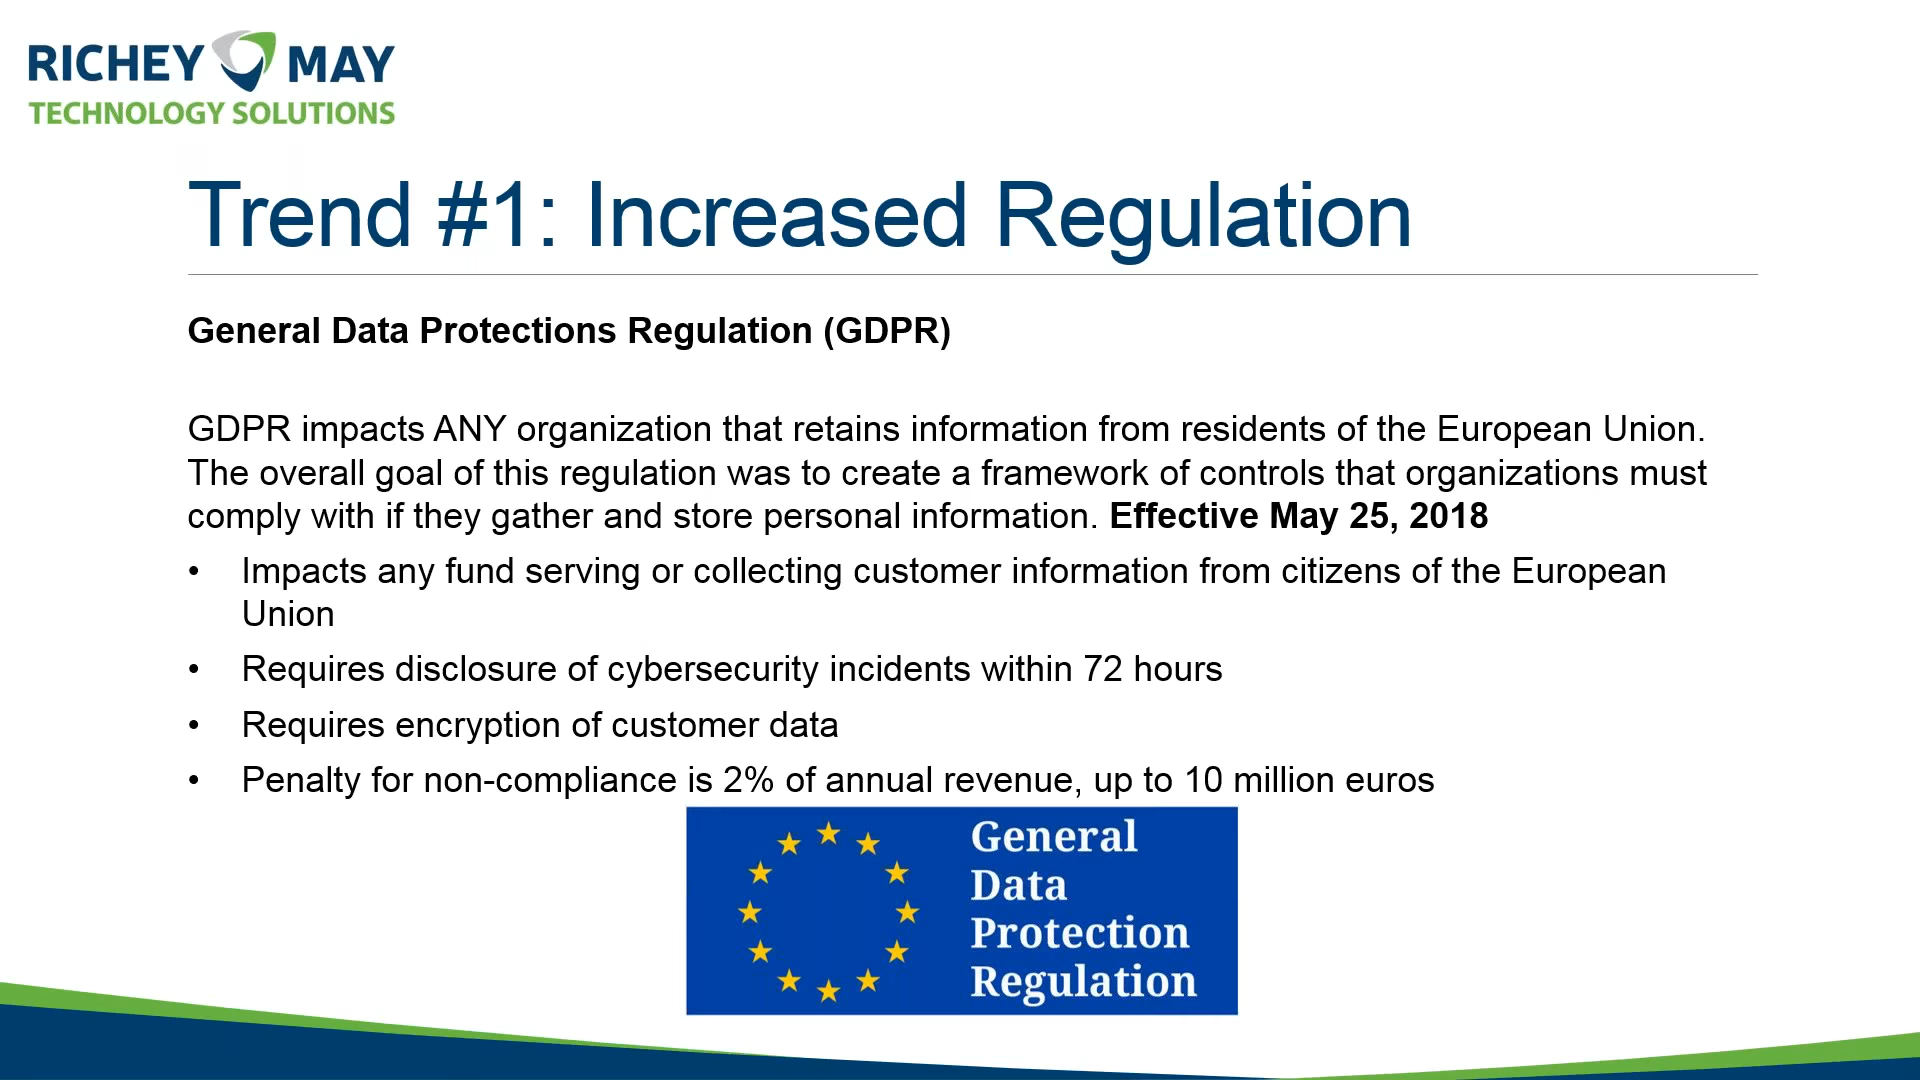 RICHEY MAY
TECHNOLOGY SOLUTIONS
Trend #1: Increased Regulation
General Data Protections Regulation (GDPR)
GDPR impacts ANY organization that retains information from residents of the European Union.
The overall goal of this regulation was to create a framework of controls that organizations must
comply with if they gather and store personal information. Effective May 25, 2018
• Impacts any fund serving or collecting customer information from citizens of the European
Union
• Requires disclosure of cybersecurity incidents within 72 hours
• Requires encryption of customer data
• Penalty for non-compliance is 2% of annual revenue, up to 10 million euros
General
Data
Protection
Regulation